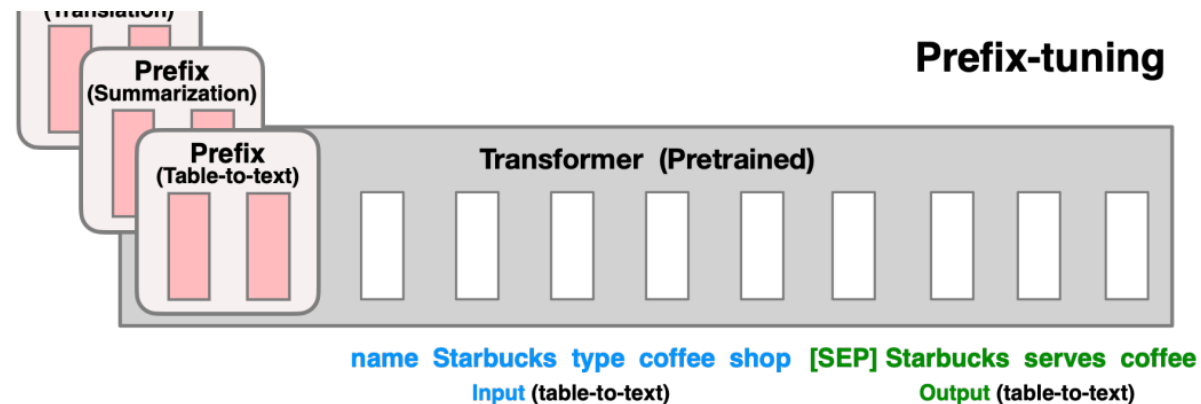 (Translation)
Prefix-tuning
Prefix
(Summarization)
Prefix
(Table-to-text)
Transformer (Pretrained)
name Starbucks type coffee shop [SEP] Starbucks serves coffee
Input (table-to-text)
Output (table-to-text)